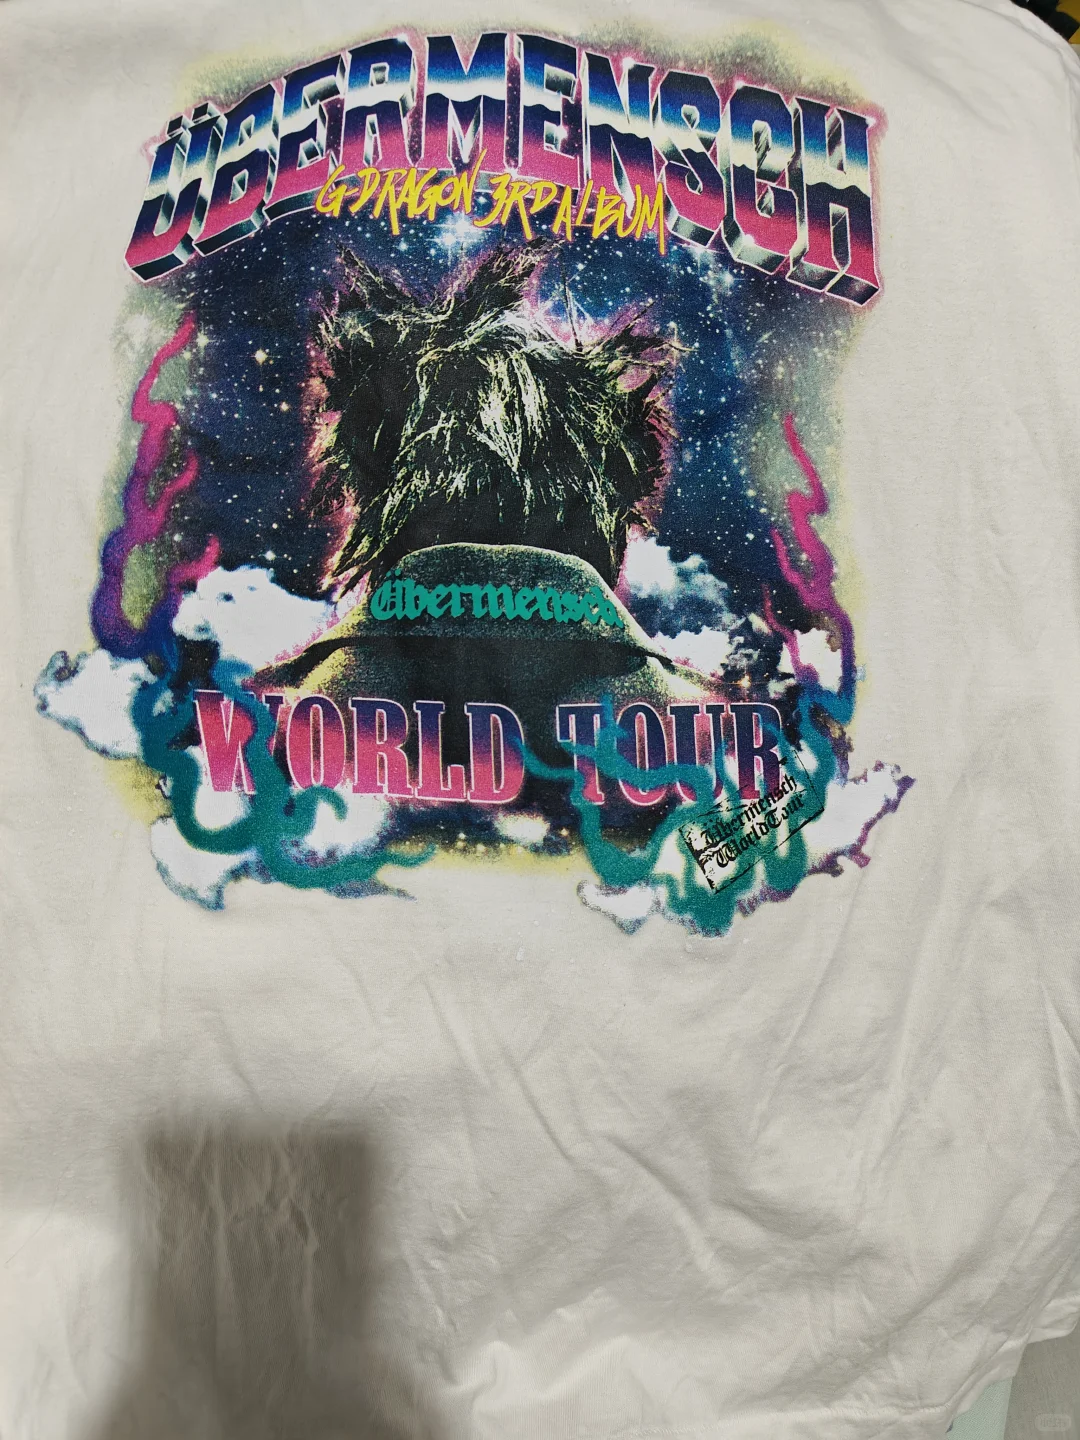 ÜBERMENSCH
G-DRAGON 3RD ALBUM
Übermensch
WORLD TOUR
Übermensch
World Tour